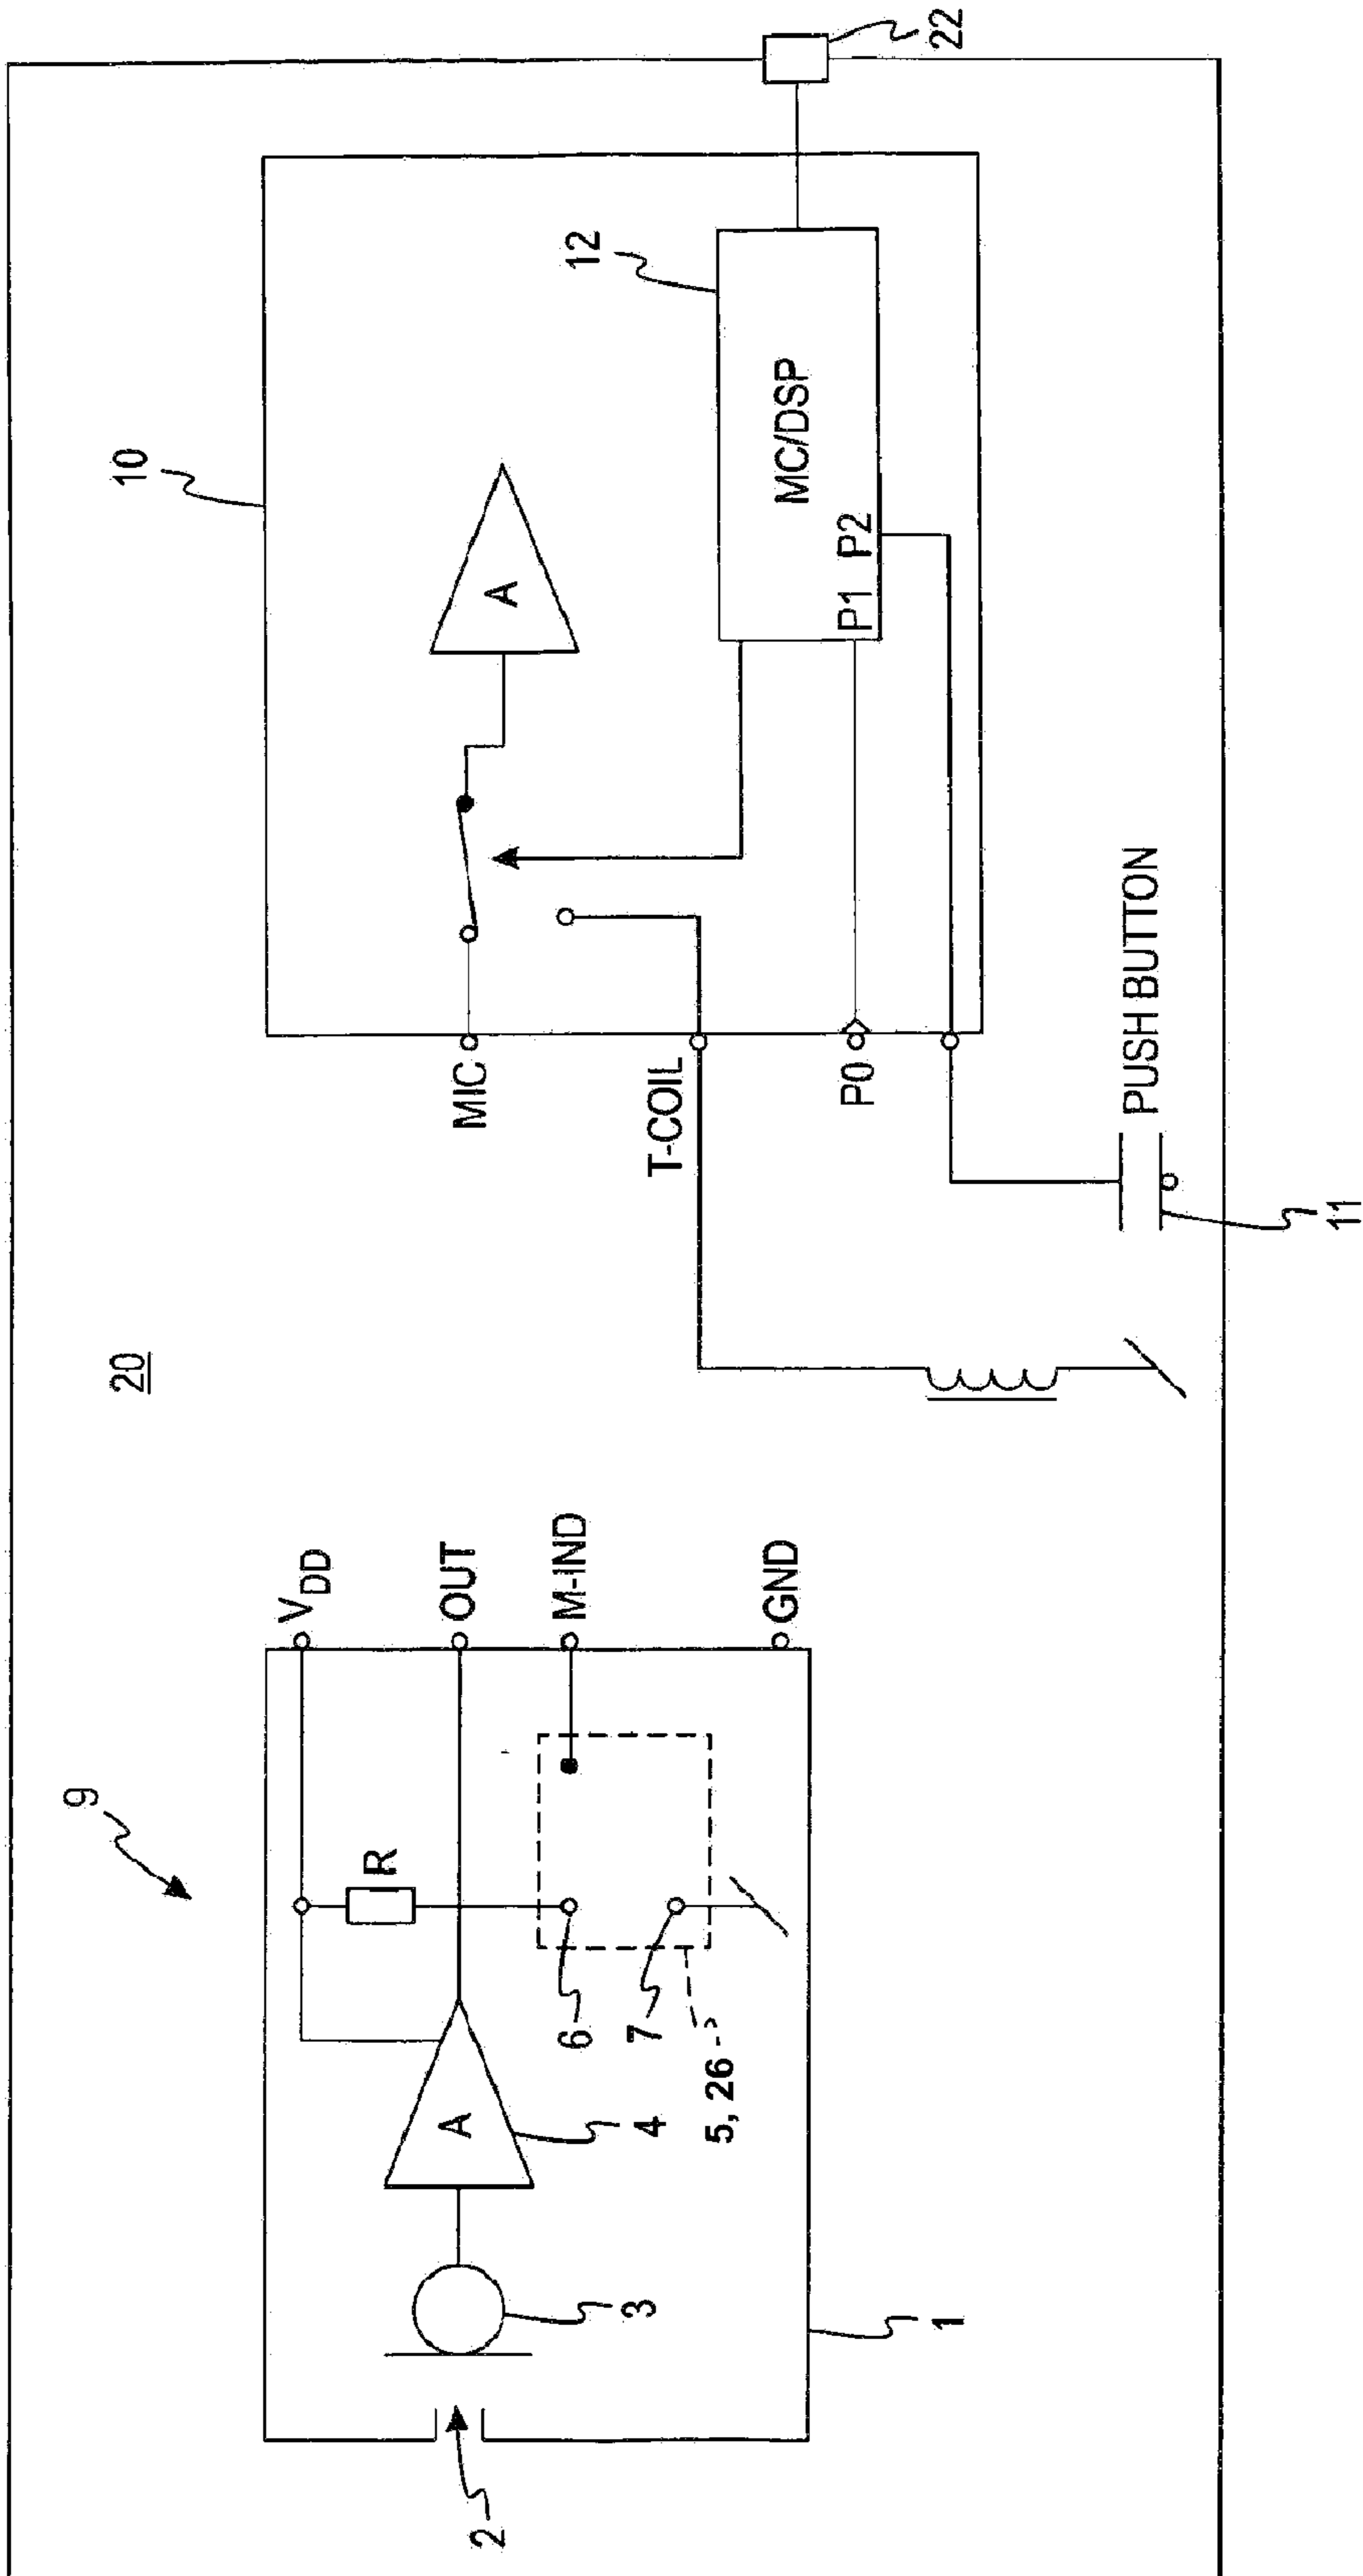 20
9
V DD
R
OUT
A
M-IND
GND
2
3
4
6
7
5, 26
1
10
A
MIC
12
MC/DSP
P1 P2
T-COIL
P0
22
PUSH BUTTON
11